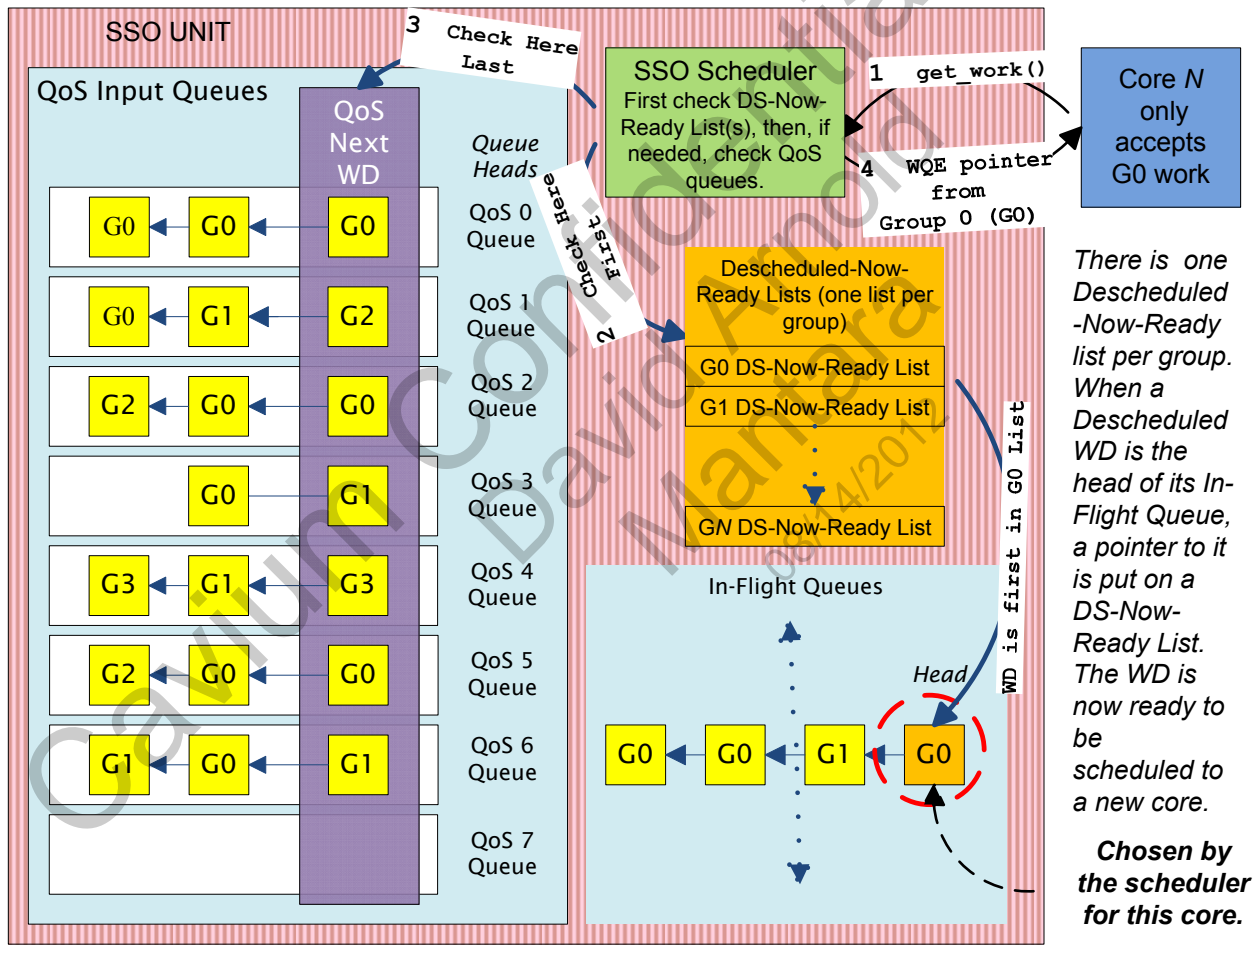 SSO UNIT
3 Check Here
Last
QoS Input Queues
QoS
Next
WD
Queue
Heads
G0 G0 G0
QoS 0
Queue
G0 G1 G2
QoS 1
Queue
G2 G0 G0
QoS 2
Queue
G0 G1
QoS 3
Queue
G3 G1 G3
QoS 4
Queue
G2 G0 G0
QoS 5
Queue
G1 G0 G1
QoS 6
Queue
QoS 7
Queue
SSO Scheduler
First check DS-Now-
Ready List(s), then, if
needed, check QoS
queues.
1 get_work()
4 WQE pointer
from
Group 0 (G0)
Core N
only
accepts
G0 work
2 Check Here
First
Descheduled-Now-
Ready Lists (one list per
group)
G0 DS-Now-Ready List
G1 DS-Now-Ready List
GN DS-Now-Ready List
WD is first in G0 List
In-Flight Queues
Head
G0 G0 G1 G0
There is one
Descheduled
-Now-Ready
list per group.
When a
Descheduled
WD is the
head of its In-
Flight Queue,
a pointer to it
is put on a
DS-Now-
Ready List.
The WD is
now ready to
be
scheduled to
a new core.
Chosen by
the scheduler
for this core.
Cavium Confidential
David Arnold
Mantara
08/14/2012